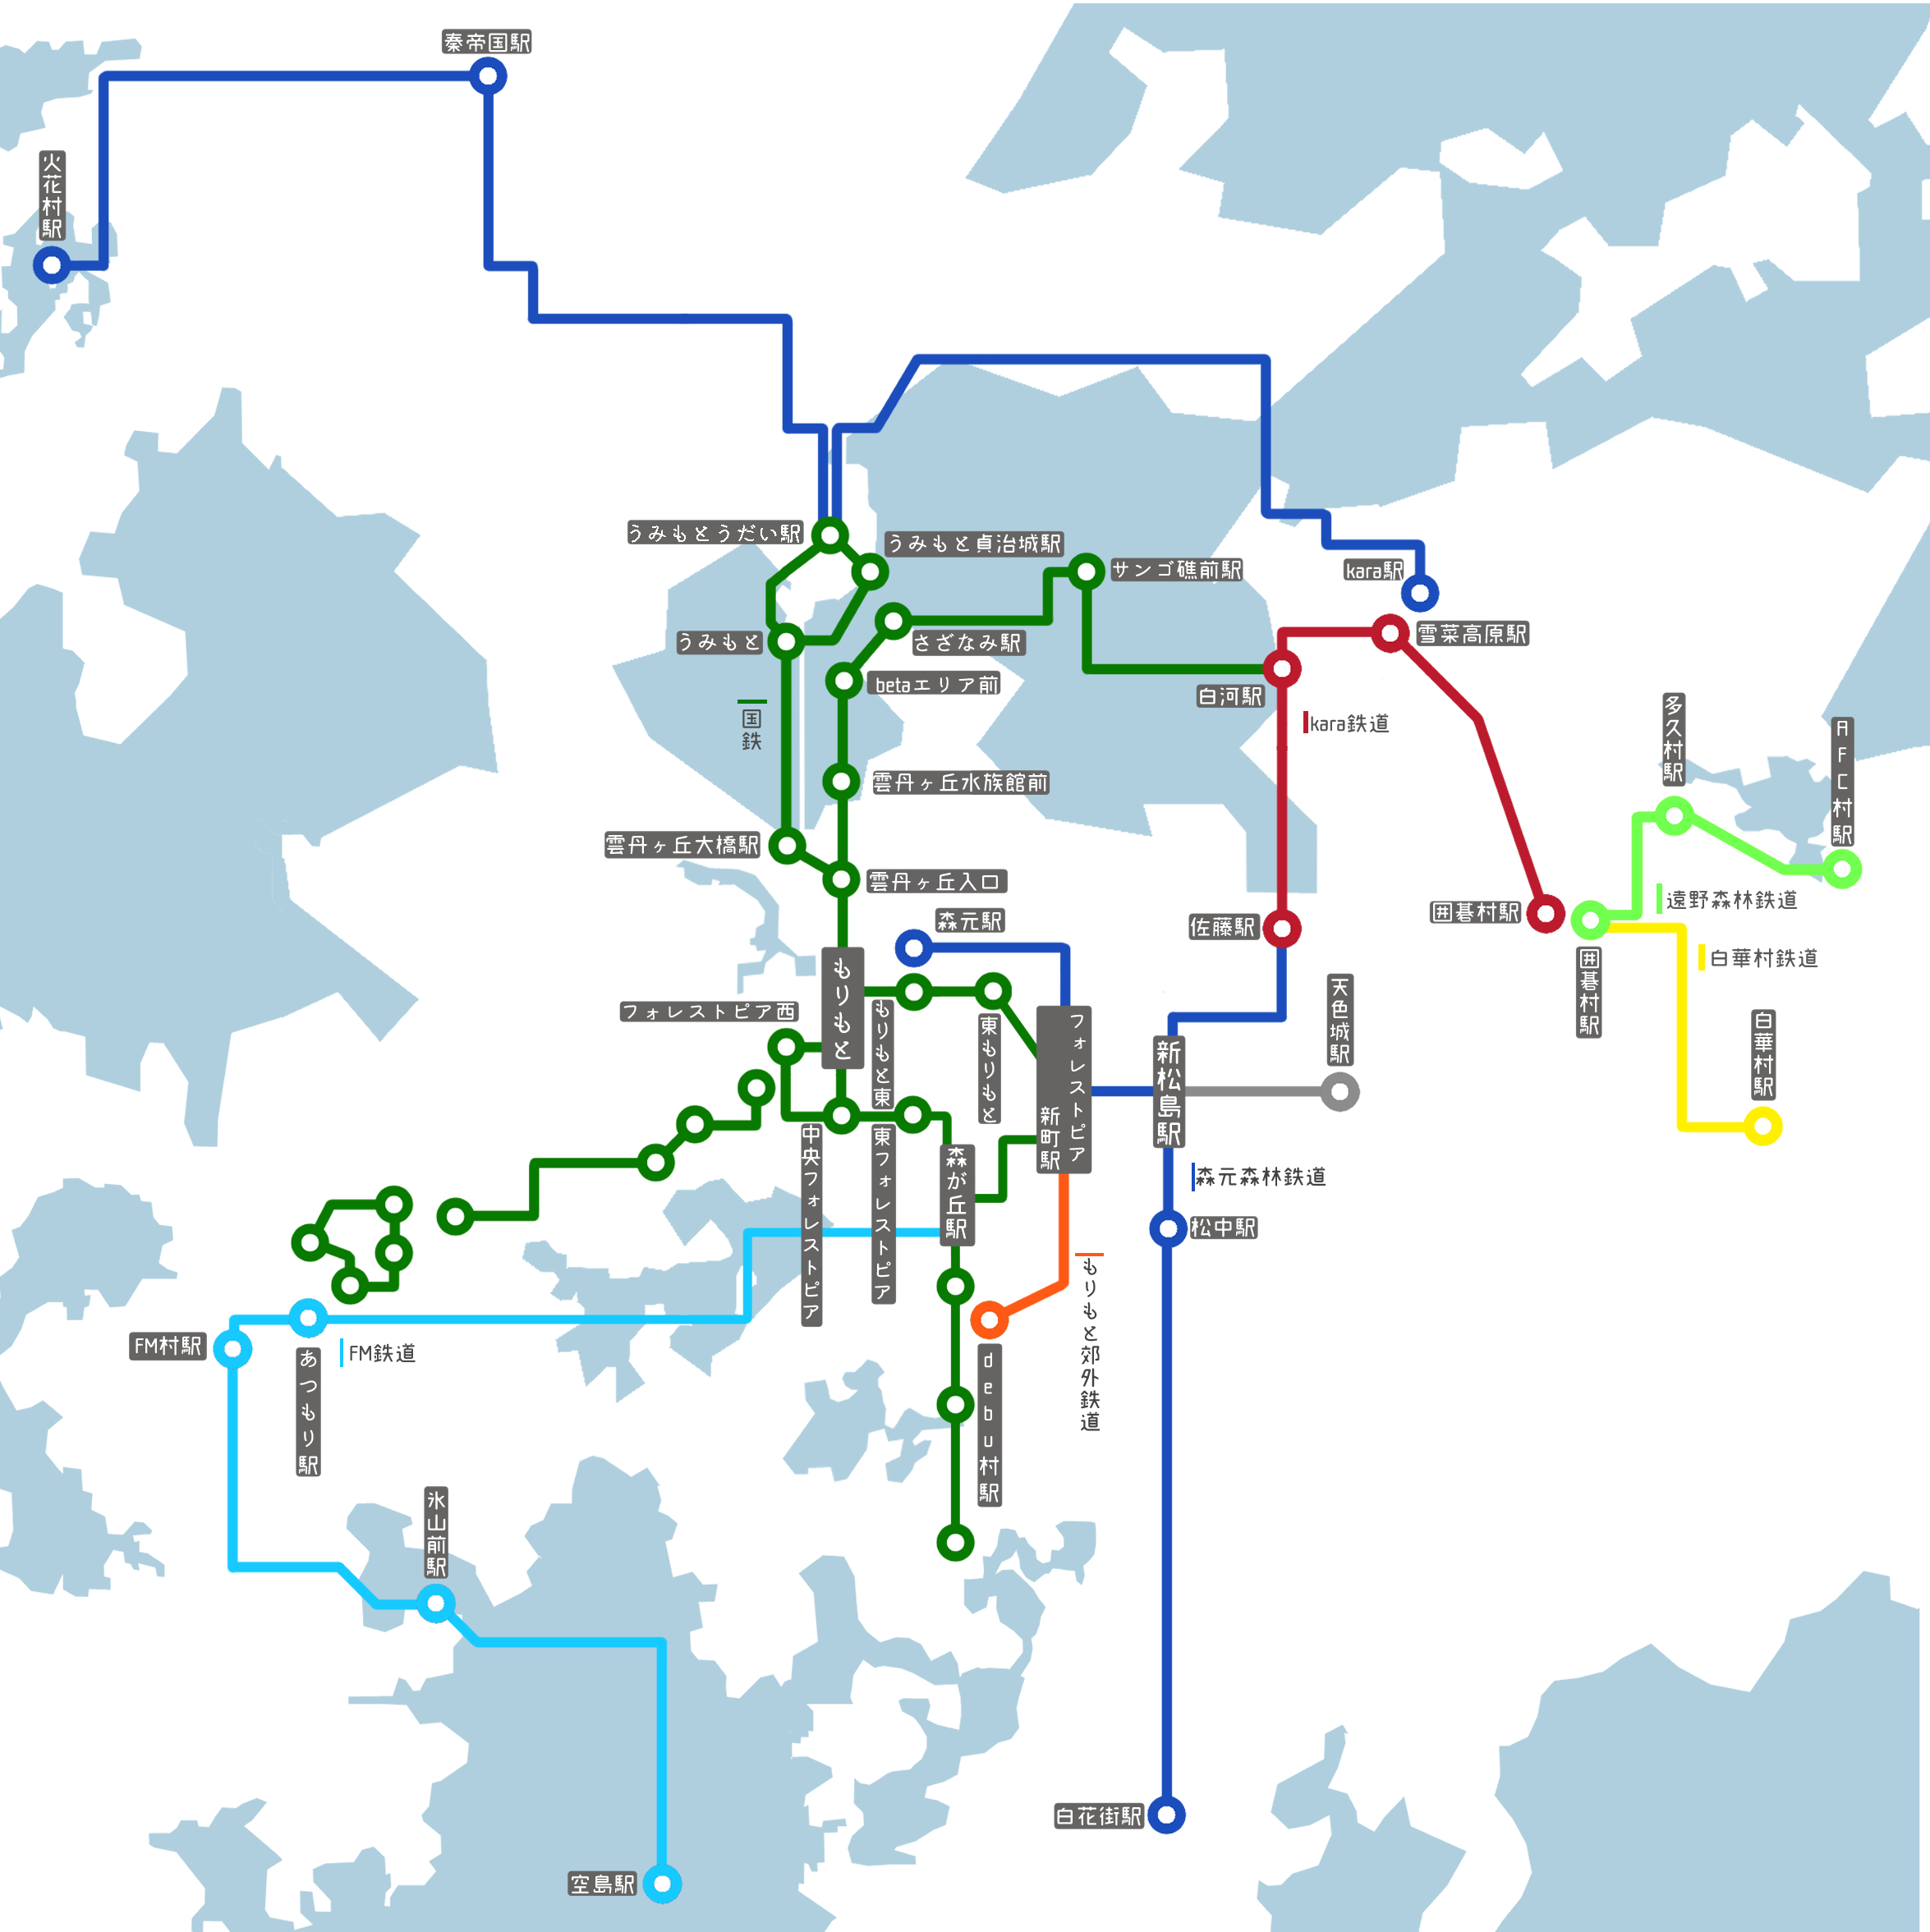 秦帝国駅
火花村駅
うみもとうだい駅
うみもと貞治城駅
サンゴ礁前駅
kara駅
うみもと
さざなみ駅
雪菜高原駅
betaエリア前
白河駅
国鉄
kara鉄道
多久村駅
AFC村駅
雲丹ヶ丘水族館前
雲丹ヶ丘大橋駅
雲丹ヶ丘入口
遠野森林鉄道
森元駅
佐藤駅
囲碁村駅
囲碁村駅
白華村鉄道
もりもと
フォレストピア西
もりもと東
東もりもと
フォレストピア
新町駅
新松島駅
天色城駅
白華村駅
中央フォレストピア
東フォレストピア
森が丘駅
森元森林鉄道
松中駅
もりもと郊外鉄道
FM村駅
あつもり駅
FM鉄道
debu村駅
氷山前駅
白花街駅
空島駅